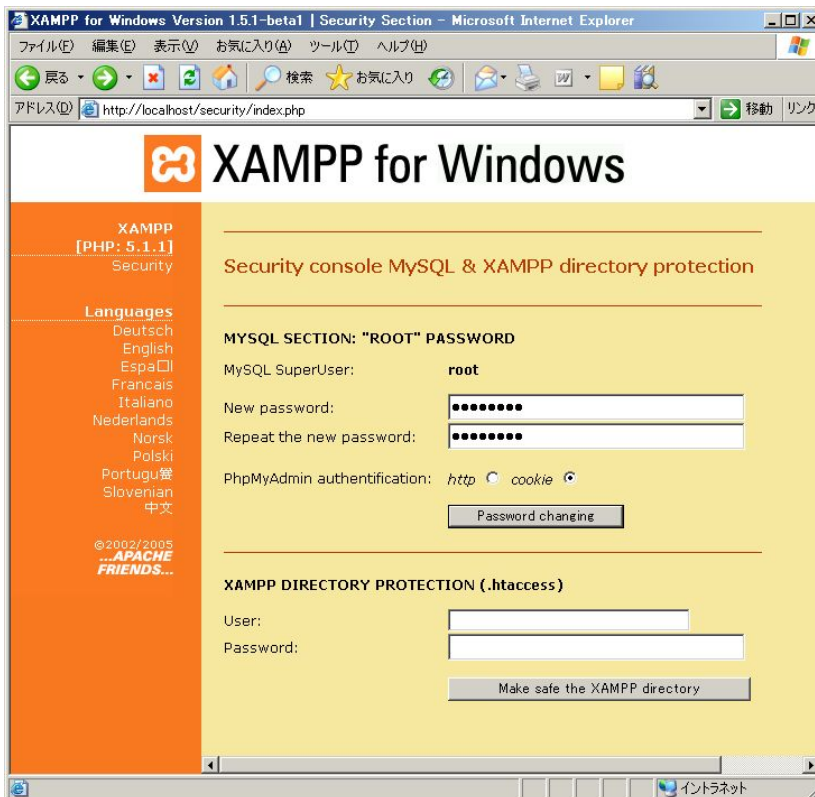 XAMPP for Windows Version 1.5.1-beta1 | Security Section - Microsoft Internet Explorer
ファイル(F) 編集(E) 表示(V) お気に入り(A) ツール(T) ヘルプ(H)
戻る 検索 お気に入り
アドレス(D) http://localhost/security/index.php 移動 リンク
XAMPP for Windows
XAMPP
[PHP: 5.1.1]
Security
Languages
Deutsch
English
Espa□l
Francais
Italiano
Nederlands
Norsk
Polski
Portugu
Slovenian
中文
©2002/2005
...APACHE
FRIENDS...
Security console MySQL & XAMPP directory protection
MYSQL SECTION: "ROOT" PASSWORD
MySQL SuperUser: root
New password: ●●●●●●●●
Repeat the new password: ●●●●●●●●
PhpMyAdmin authentification: http cookie
Password changing
XAMPP DIRECTORY PROTECTION (.htaccess)
User:
Password:
Make safe the XAMPP directory
イントラネット